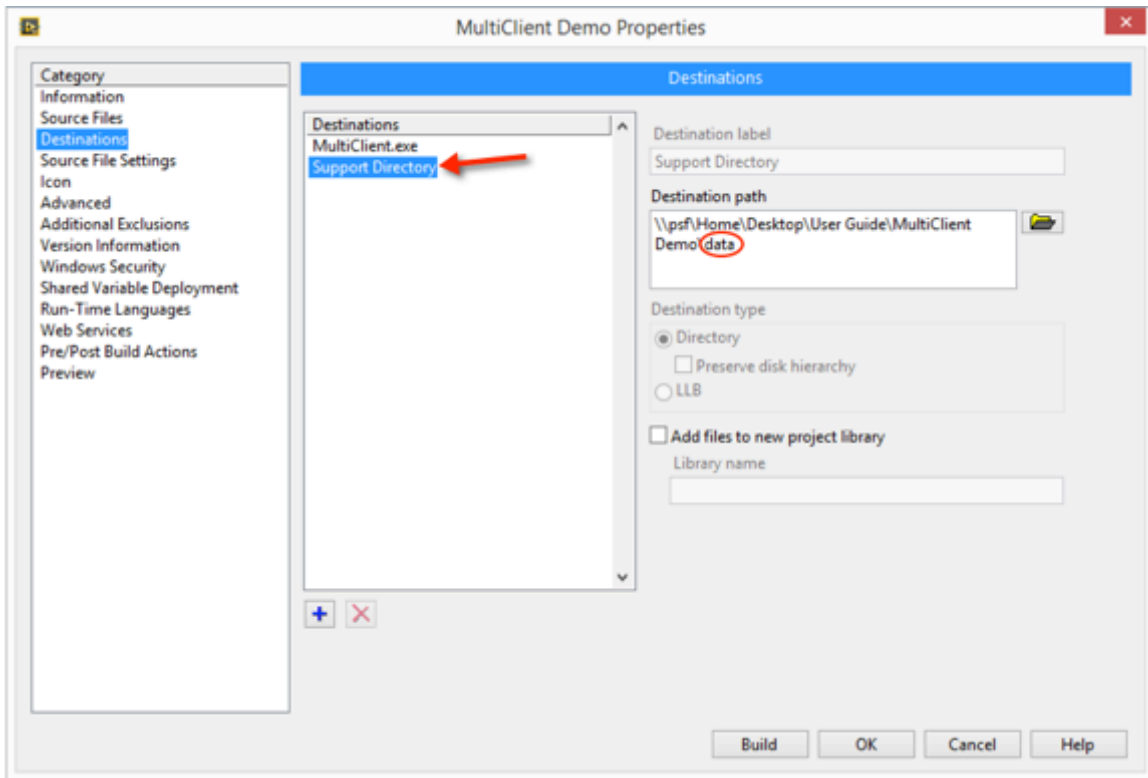 MultiClient Demo Properties
Category
Information
Source Files
Destinations
Source File Settings
Icon
Advanced
Additional Exclusions
Version Information
Windows Security
Shared Variable Deployment
Run-Time Languages
Web Services
Pre/Post Build Actions
Preview
Destinations
Destinations
MultiClient.exe
Support Directory
Destination label
Support Directory
Destination path
\\psf\Home\Desktop\User Guide\MultiClient
Demo\data
Destination type
Directory
Preserve disk hierarchy
LLB
Add files to new project library
Library name
Build
OK
Cancel
Help